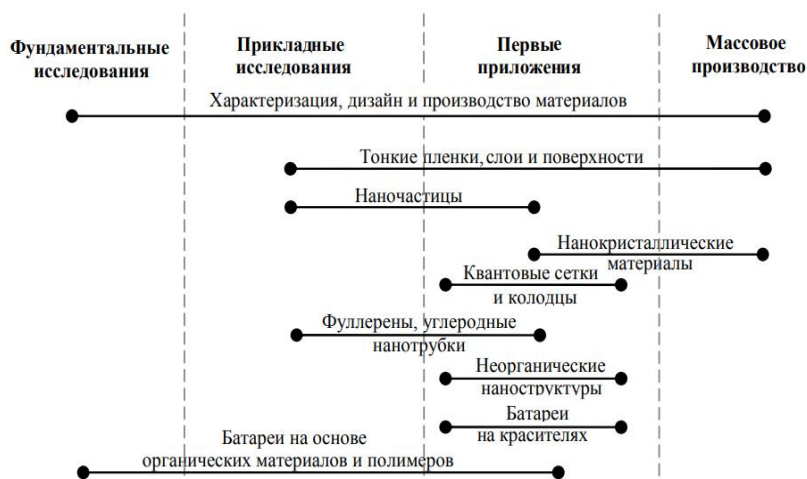 Фундаментальные
исследования
Прикладные
исследования
Первые
приложения
Массовое
производство
Характеризация, дизайн и производство материалов
Тонкие пленки, слои и поверхности
Наночастицы
Нанокристаллические
материалы
Квантовые сетки
и колодцы
Фуллерены, углеродные
нанотрубки
Неорганические
наноструктуры
Батареи
на красителях
Батареи на основе
органических материалов и полимеров